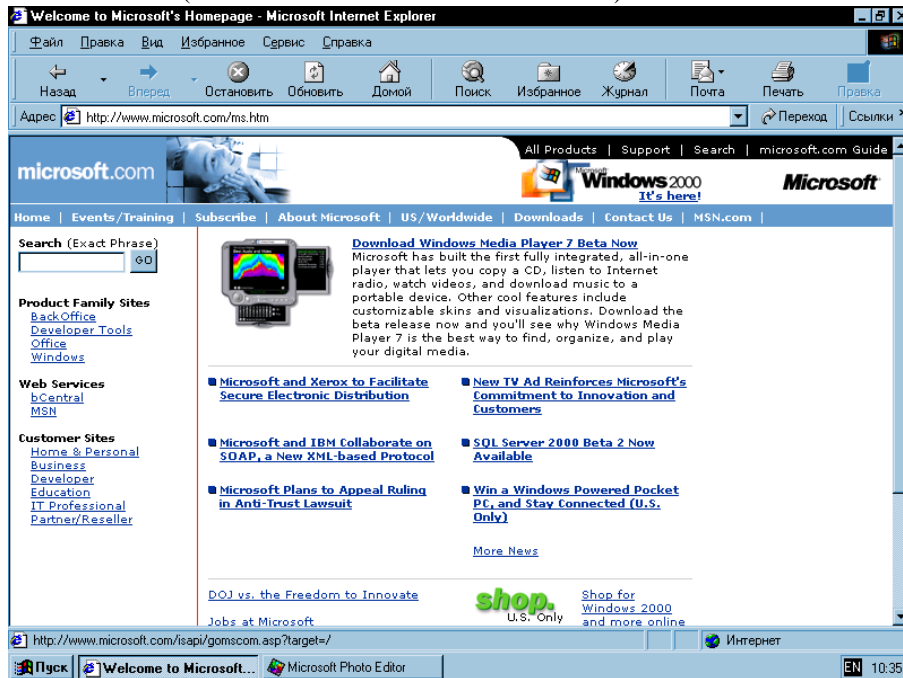 Welcome to Microsoft's Homepage - Microsoft Internet Explorer
Файл Правка Вид Избранное Сервис Справка
Назад Вперед Остановить Обновить Домой Поиск Избранное Журнал Почта Печать Правка
Адрес http://www.microsoft.com/ms.htm Переход Ссылки
All Products | Support | Search | microsoft.com Guide
microsoft.com
Microsoft Windows 2000
It's here!
Microsoft
Home | Events/Training | Subscribe | About Microsoft | US/Worldwide | Downloads | Contact Us | MSN.com |
Search (Exact Phrase)
GO
Product Family Sites
BackOffice
Developer Tools
Office
Windows
Web Services
bCentral
MSN
Customer Sites
Home & Personal
Business
Developer
Education
IT Professional
Partner/Reseller
Download Windows Media Player 7 Beta Now
Microsoft has built the first fully integrated, all-in-one
player that lets you copy a CD, listen to Internet
radio, watch videos, and download music to a
portable device. Other cool features include
customizable skins and visualizations. Download the
beta release now and you'll see why Windows Media
Player 7 is the best way to find, organize, and play
your digital media.
Microsoft and Xerox to Facilitate
Secure Electronic Distribution
New TV Ad Reinforces Microsoft's
Commitment to Innovation and
Customers
Microsoft and IBM Collaborate on
SOAP, a New XML-based Protocol
SQL Server 2000 Beta 2 Now
Available
Microsoft Plans to Appeal Ruling
in Anti-Trust Lawsuit
Win a Windows Powered Pocket
PC, and Stay Connected (U.S.
Only)
More News
DOJ vs. the Freedom to Innovate
Jobs at Microsoft
shop.
U.S. Only
Shop for
Windows 2000
and more online
http://www.microsoft.com/isapi/gomscom.asp?target=/ Интернет
Пуск Welcome to Microsoft... Microsoft Photo Editor EN 10:35